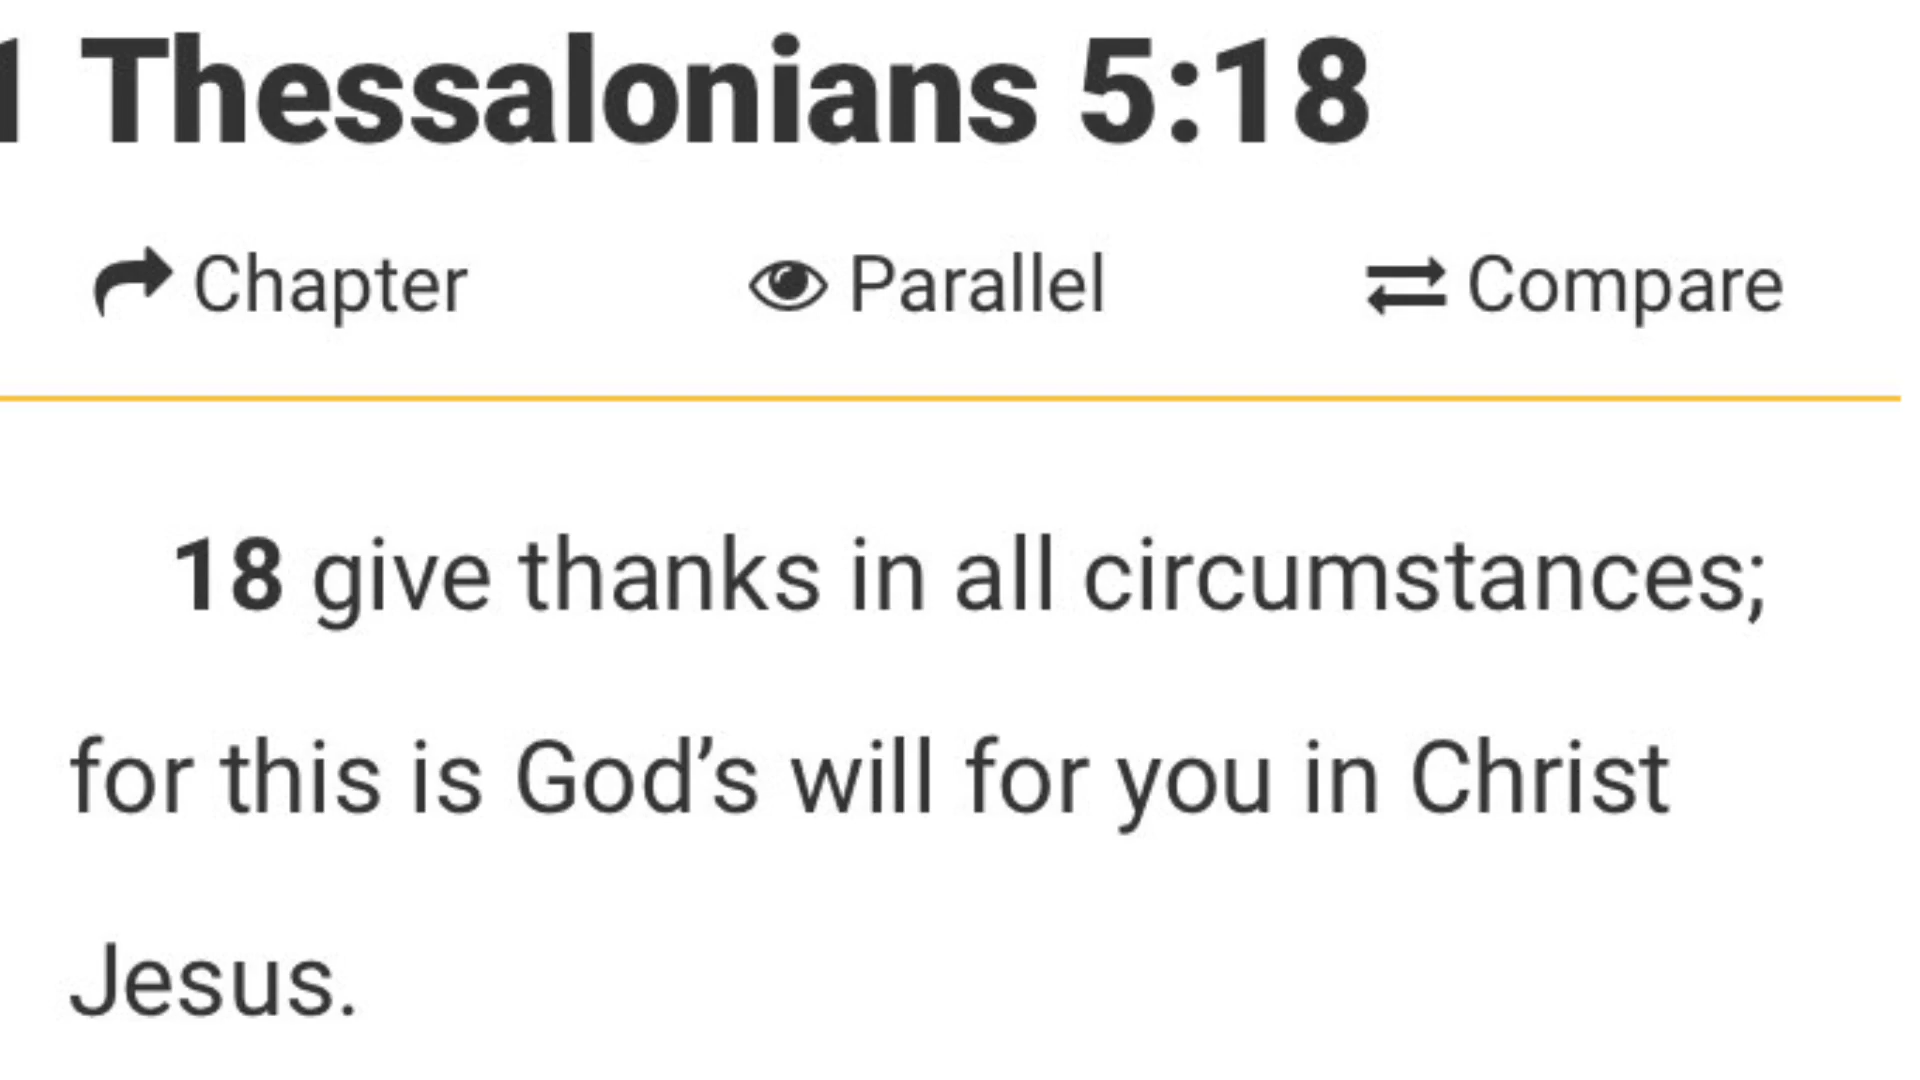 1 Thessalonians 5:18
Chapter Parallel Compare
18 give thanks in all circumstances;
for this is God’s will for you in Christ
Jesus.